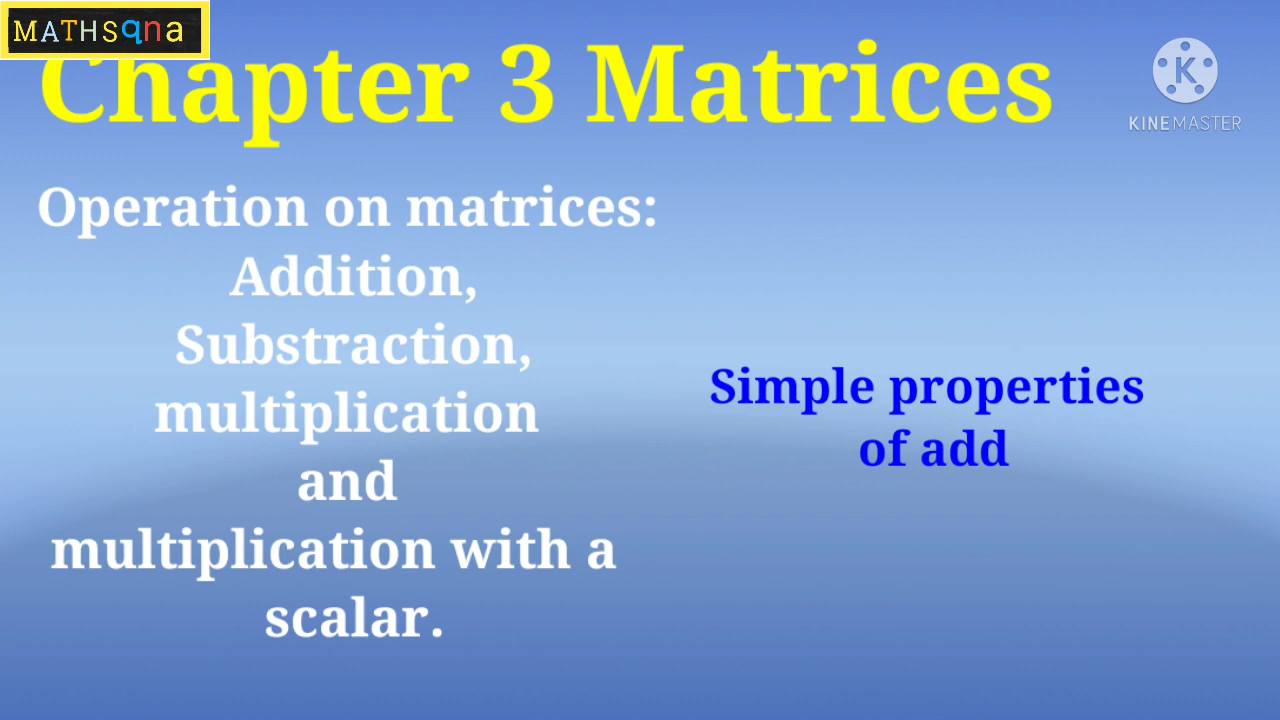 MATHSqna
Chapter 3 Matrices
KINEMASTER
Operation on matrices:
Addition,
Substraction,
multiplication
and
multiplication with a
scalar.
Simple properties
of add